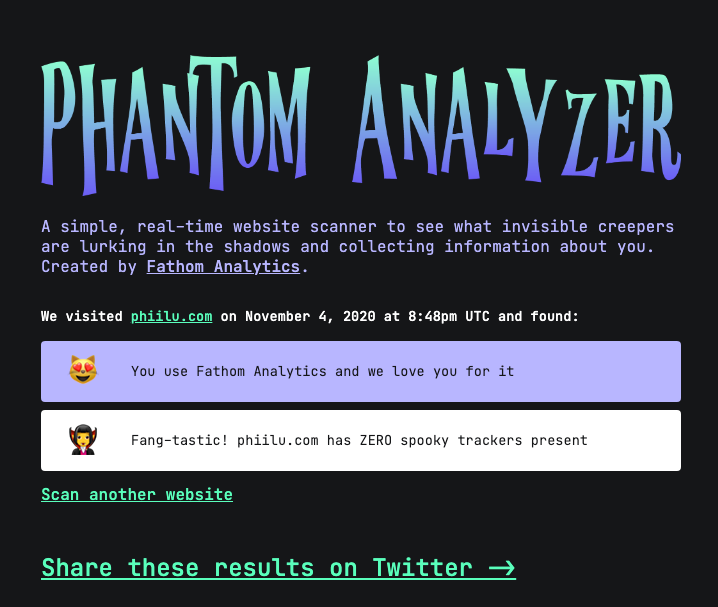 PHANTOM ANALYZER
A simple, real-time website scanner to see what invisible creepers
are lurking in the shadows and collecting information about you.
Created by Fathom Analytics.
We visited phiilu.com on November 4, 2020 at 8:48pm UTC and found:
You use Fathom Analytics and we love you for it
Fang-tastic! phiilu.com has ZERO spooky trackers present
Scan another website
Share these results on Twitter →